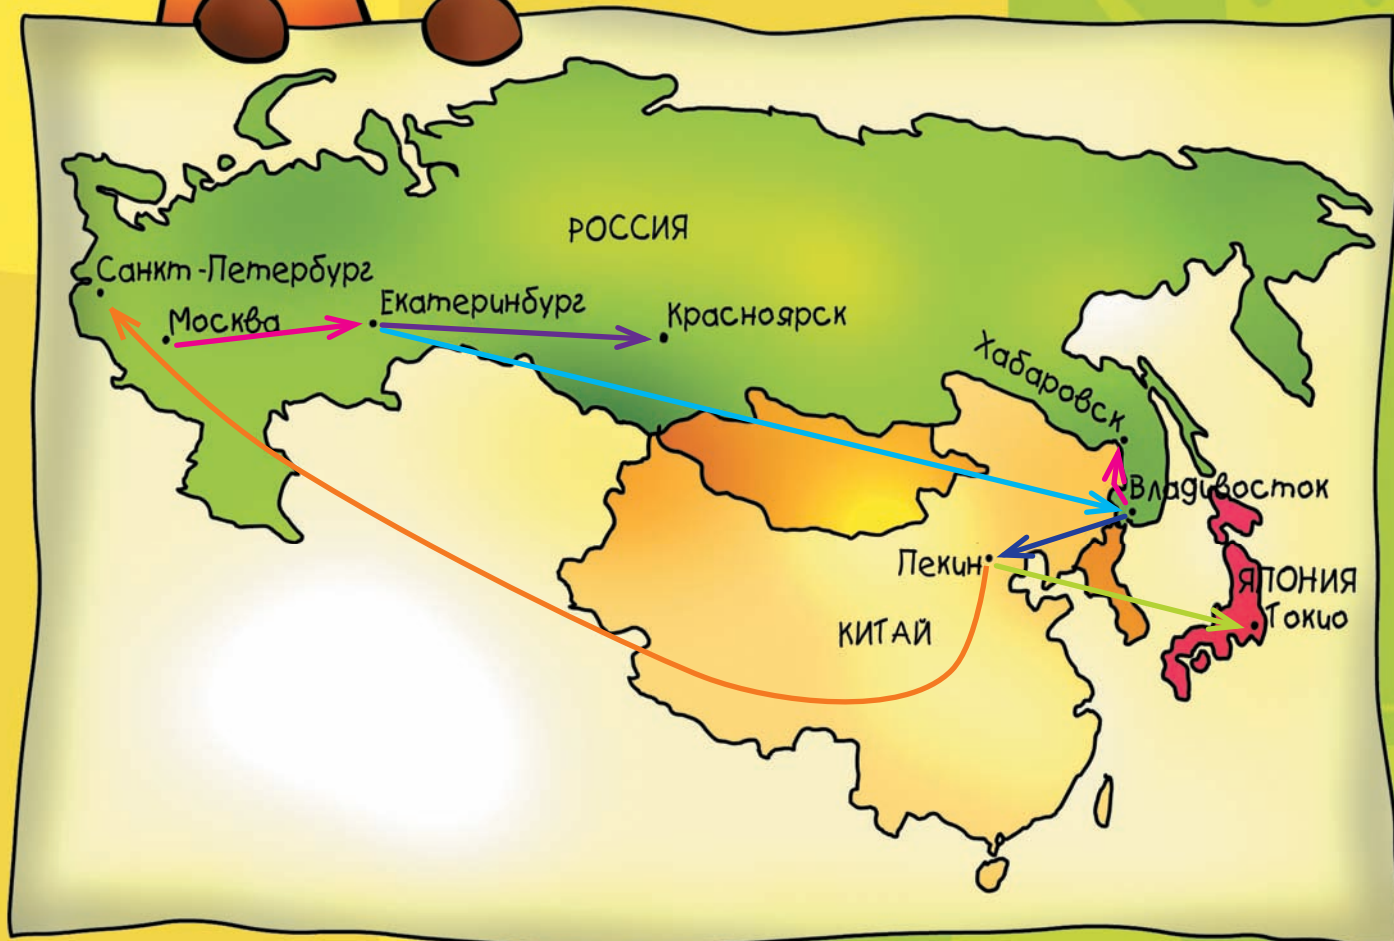 РОССИЯ
Санкт-Петербург
Москва
Екатеринбург
Красноярск
Хабаровск
Владивосток
Пекин
КИТАЙ
ЯПОНИЯ
Токио